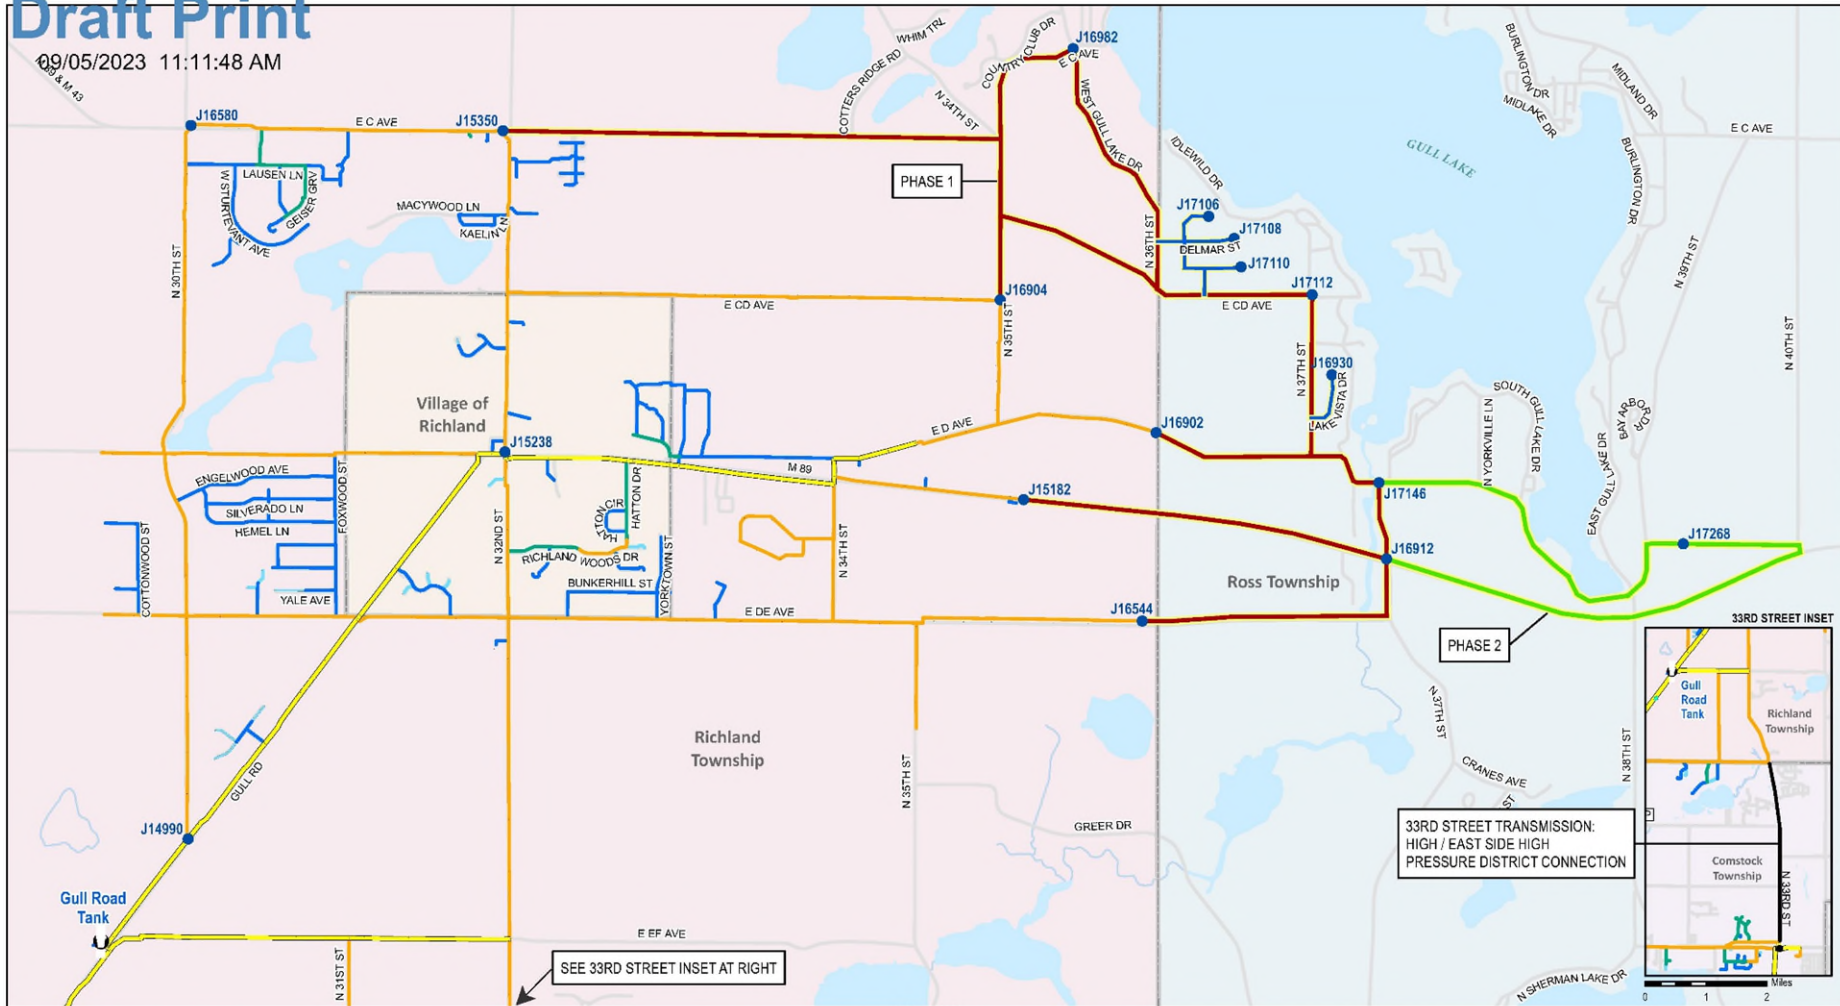 Draft Print
09/05/2023 11:11:48 AM
& M 43
WHIM TRL
COTTERS RIDGE RD
COUNTRY CLUB DR
J16982
E C AVE
N 34TH ST
WEST GULL LAKE DR
BURLINGTON DR
MIDLAND DR
MIDLAKE DR
J16580
E C AVE
J15350
E C AVE
GULL LAKE
IDLEWILD DR
BURLINGTON DR
PHASE 1
LAUSEN LN
W STURTEVANT AVE
GEISER GRV
MACYWOOD LN
KAELIN LN
J17106
J17108
DELMAR ST
J17110
N 36TH ST
N 39TH ST
N 30TH ST
J16904
E CD AVE
J17112
E CD AVE
N 35TH ST
N 37TH ST
N 40TH ST
J16930
LAKE VISTA DR
Village of
Richland
SOUTH GULL LAKE DR
N YORKVILLE LN
BAY ARBOR DR
EAST GULL LAKE DR
E D AVE
J16902
J15238
M 89
ENGELWOOD AVE
SILVERADO LN
HEMEL LN
FOXWOOD ST
COTTONWOOD ST
YALE AVE
N 32ND ST
HATTON CIR
HATTON DR
RICHLAND WOODS DR
BUNKERHILL ST
YORKTOWN ST
N 34TH ST
J15182
J17146
J17268
J16912
Ross Township
E DE AVE
J16544
PHASE 2
33RD STREET INSET
Gull
Road
Tank
Richland
Township
Richland
Township
GULL RD
N 35TH ST
N 37TH ST
N 38TH ST
CRANES AVE
ST
GREER DR
J14990
33RD STREET TRANSMISSION:
HIGH / EAST SIDE HIGH
PRESSURE DISTRICT CONNECTION
Comstock
Township
N 33RD ST
Gull Road
Tank
E EF AVE
N 31ST ST
SEE 33RD STREET INSET AT RIGHT
N SHERMAN LAKE DR
Miles
0 1 2